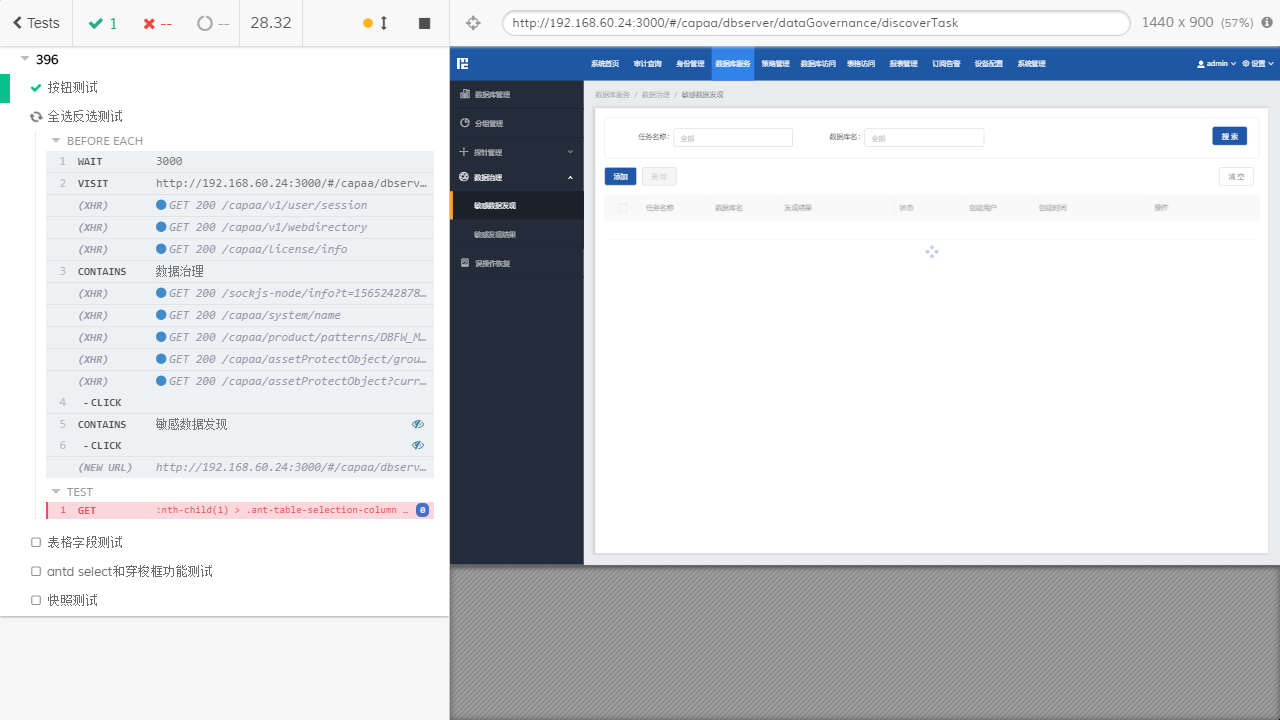 Tests
1
--
--
28.32
http://192.168.60.24:3000/#/capaa/dbserver/dataGovernance/discoverTask
1440 x 900 (57%)
396
按钮测试
全选反选测试
BEFORE EACH
1 WAIT 3000
2 VISIT http://192.168.60.24:3000/#/capaa/dbserv…
(XHR) GET 200 /capaa/v1/user/session
(XHR) GET 200 /capaa/v1/webdirectory
(XHR) GET 200 /capaa/license/info
3 CONTAINS 数据治理
(XHR) GET 200 /sockjs-node/info?t=1565242878…
(XHR) GET 200 /capaa/system/name
(XHR) GET 200 /capaa/product/patterns/DBFW_M…
(XHR) GET 200 /capaa/assetProtectObject/grou…
(XHR) GET 200 /capaa/assetProtectObject?curr…
4 -CLICK
5 CONTAINS 敏感数据发现
6 -CLICK
(NEW URL) http://192.168.60.24:3000/#/capaa/dbserv…
TEST
1 GET :nth-child(1) > .ant-table-selection-column … 0
表格字段测试
antd select和穿梭框功能测试
快照测试
系统首页 审计查询 身份管理 数据库服务 策略管理 数据库访问 表格访问 报表管理 订阅告警 设备配置 系统管理 admin 设置
数据库管理
分组管理
探针管理
数据治理
敏感数据发现
敏感发现结果
误操作恢复
数据库服务 / 数据治理 / 敏感数据发现
任务名称: 全部 数据库名: 全部 搜 索
添加 删 除 清 空
任务名称 数据库名 发现结果 状态 创建用户 创建时间 操作